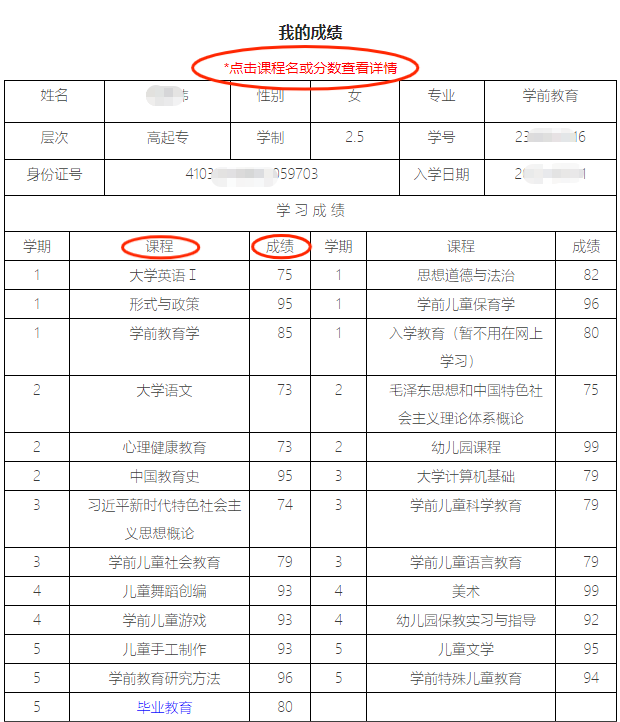 我的成绩
*点击课程名或分数查看详情
姓名 性别 女 专业 学前教育
层次 高起专 学制 2.5 学号 23 16
身份证号 4103 059703 入学日期 20 1
学习成绩
学期 课程 成绩 学期 课程 成绩
1 大学英语Ⅰ 75 1 思想道德与法治 82
1 形式与政策 95 1 学前儿童保育学 96
1 学前教育学 85 1 入学教育（暂不用在网上
学习） 80
2 大学语文 73 2 毛泽东思想和中国特色社
会主义理论体系概论 75
2 心理健康教育 73 2 幼儿园课程 99
2 中国教育史 95 3 大学计算机基础 79
3 习近平新时代特色社会主
义思想概论 74 3 学前儿童科学教育 79
3 学前儿童社会教育 79 3 学前儿童语言教育 79
4 儿童舞蹈创编 93 4 美术 99
4 学前儿童游戏 93 4 幼儿园保教实习与指导 92
5 儿童手工制作 93 5 儿童文学 95
5 学前教育研究方法 96 5 学前特殊儿童教育 94
5 毕业教育 80